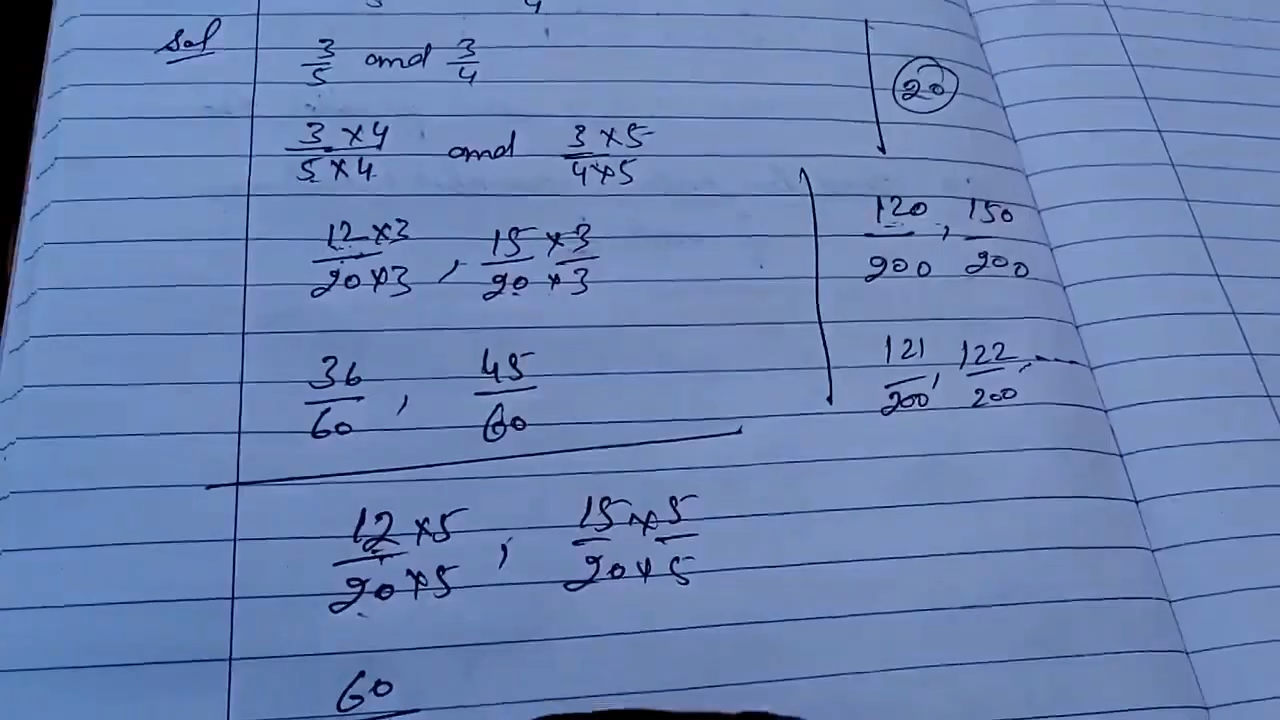 Sol 3/5 and 3/4
20
3×4/5×4 and 3×5/4×5
12×3/20×3 , 15×3/20×3
120/200 , 150/200
36/60 , 45/60
121/200 , 122/200 , ----
12×5/20×5 , 15×5/20×5
60